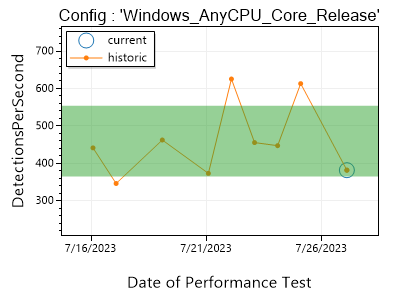 Config : 'Windows_AnyCPU_Core_Release'
current
historic
DetectionsPerSecond
700
600
500
400
300
7/16/2023
7/21/2023
7/26/2023
Date of Performance Test